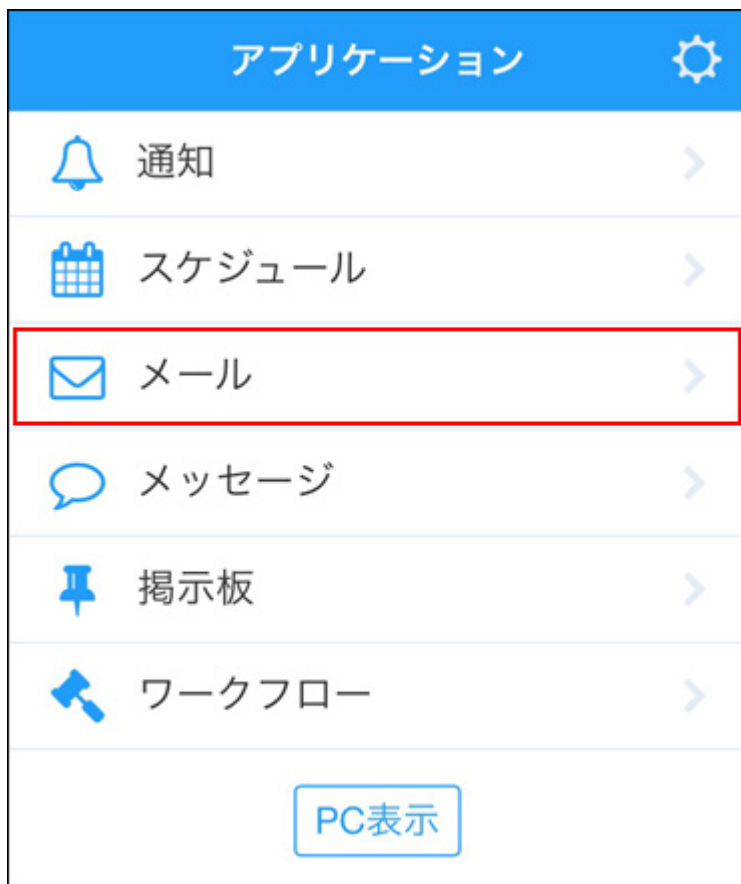 アプリケーション
通知
スケジュール
メール
メッセージ
掲示板
ワークフロー
PC表示